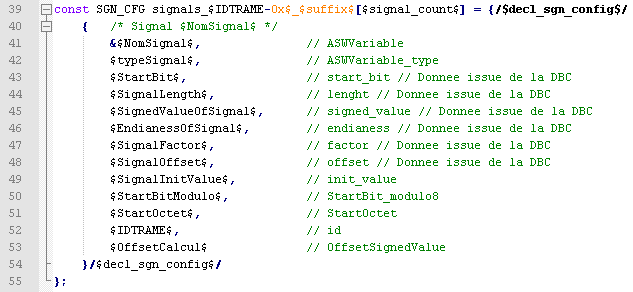 39 const SGN_CFG signals_$IDTRAME-0x$_$suffix$[$signal_count$] = {/$decl_sgn_config$/
40 { /* Signal $NomSignal$ */
41 &$NomSignal$, // ASWVariable
42 $typeSignal$, // ASWVariable_type
43 $StartBit$, // start_bit // Donnee issue de la DBC
44 $SignalLength$, // lenght // Donnee issue de la DBC
45 $SignedValueOfSignal$, // signed_value // Donnee issue de la DBC
46 $EndianessOfSignal$, // endianess // Donnee issue de la DBC
47 $SignalFactor$, // factor // Donnee issue de la DBC
48 $SignalOffset$, // offset // Donnee issue de la DBC
49 $SignalInitValue$, // init_value
50 $StartBitModulo$, // StartBit_modulo8
51 $StartOctet$, // StartOctet
52 $IDTRAME$, // id
53 $OffsetCalcul$ // OffsetSignedValue
54 }/$decl_sgn_config$/
55 };